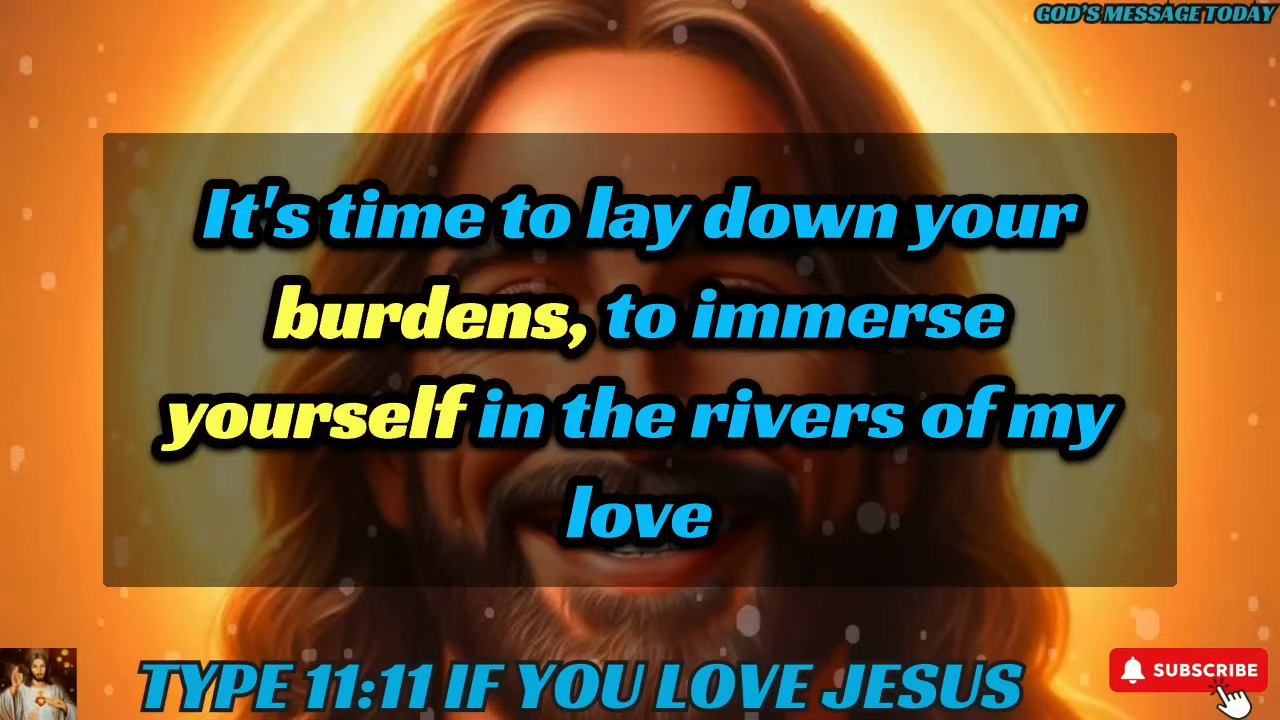 GOD'S MESSAGE TODAY
It's time to lay down your
burdens, to immerse
yourself in the rivers of my
love
TYPE 11:11 IF YOU LOVE JESUS
SUBSCRIBE